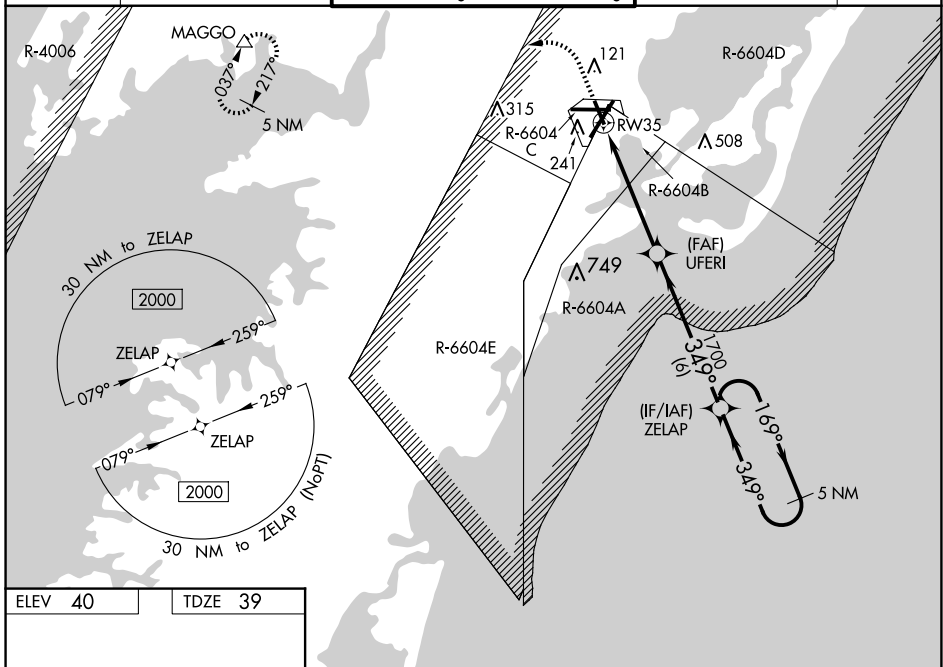 R-4006
MAGGO
037°
217°
5 NM
121
R-6604D
315
R-6604
C
241
RW35
508
R-6604B
30 NM to ZELAP
2000
259°
ZELAP
079°
(FAF)
UFERI
749
R-6604A
R-6604E
1700
349°
(6)
259°
079°
ZELAP
2000
30 NM to ZELAP (NoPT)
(IF/IAF)
ZELAP
169°
349°
5 NM
ELEV 40
TDZE 39